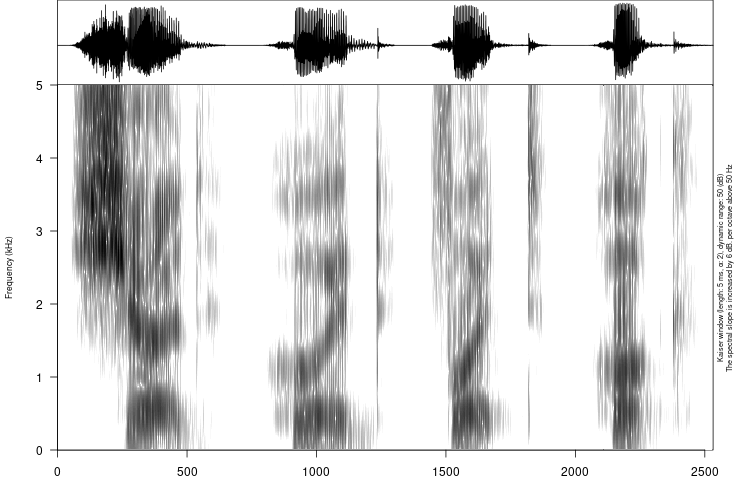 5
4
3
2
1
0
Frequency (kHz)
0 500 1000 1500 2000 2500
Kaiser window (length: 5 ms, α: 2), dynamic range: 50 (dB)
The spectral slope is increased by 6 dB per octave above 50 Hz